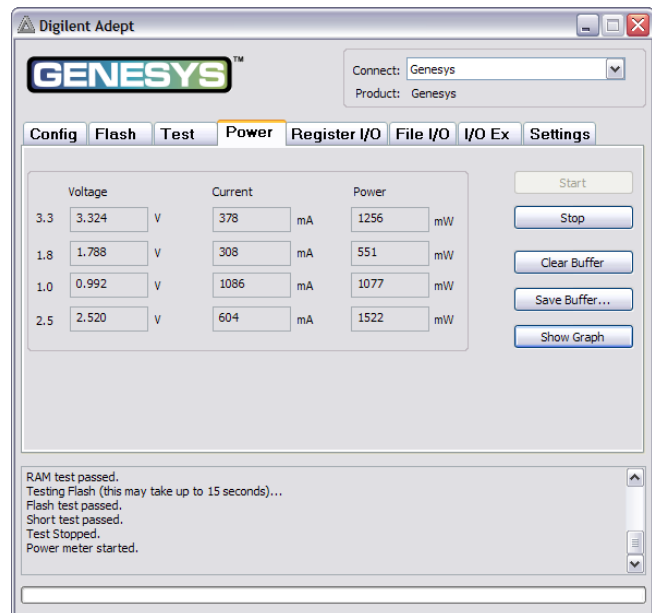 Digilent Adept
GENESYS™
Connect: Genesys
Product: Genesys
Config Flash Test Power Register I/O File I/O I/O Ex Settings
Voltage Current Power
3.3 3.324 V 378 mA 1256 mW
1.8 1.788 V 308 mA 551 mW
1.0 0.992 V 1086 mA 1077 mW
2.5 2.520 V 604 mA 1522 mW
Start
Stop
Clear Buffer
Save Buffer...
Show Graph
RAM test passed.
Testing Flash (this may take up to 15 seconds)...
Flash test passed.
Short test passed.
Test Stopped.
Power meter started.